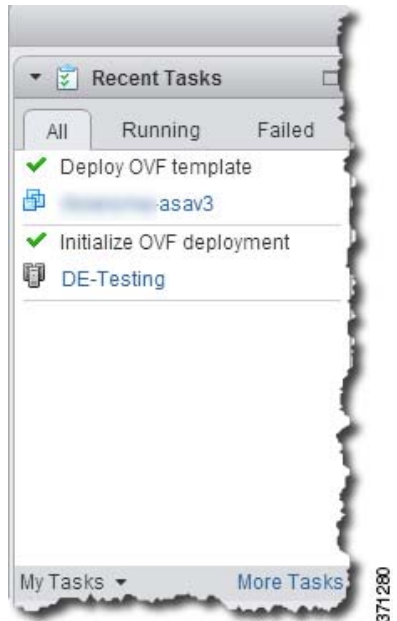 Recent Tasks
All Running Failed
Deploy OVF template
-asav3
Initialize OVF deployment
DE-Testing
My Tasks More Tasks
371280